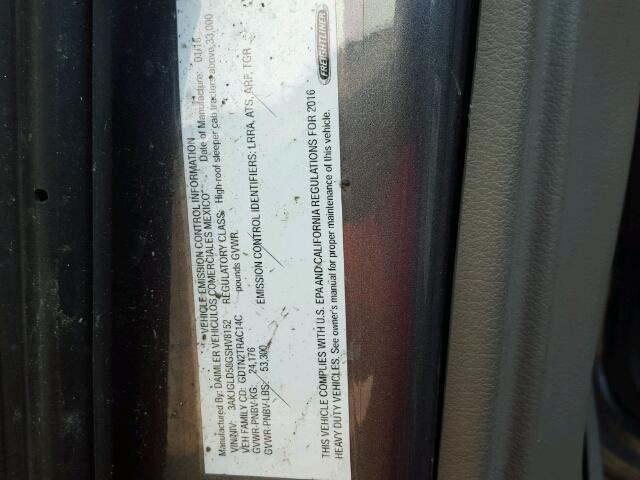 VEHICLE EMISSION CONTROL INFORMATION
Manufactured By: DAIMLER VEHICULOS COMERCIALES MEXICO Date of Manufacture: 01/16
VIN/NIV: 3AKJGLD58GSHV8152 REGULATORY CLASS: High-roof sleeper cab tractors above 33,000
VEH FAMILY CD: GDTN2TRAC14C pounds GVWR.
GVWR-PNBV-KG: 24,176
GVWR-PNBV-LBS: 53,300 EMISSION CONTROL IDENTIFIERS: LRRA, ATS, ARF, TGR
THIS VEHICLE COMPLIES WITH U.S. EPA AND CALIFORNIA REGULATIONS FOR 2016
HEAVY DUTY VEHICLES. See owner's manual for proper maintenance of this vehicle.
FREIGHTLINER